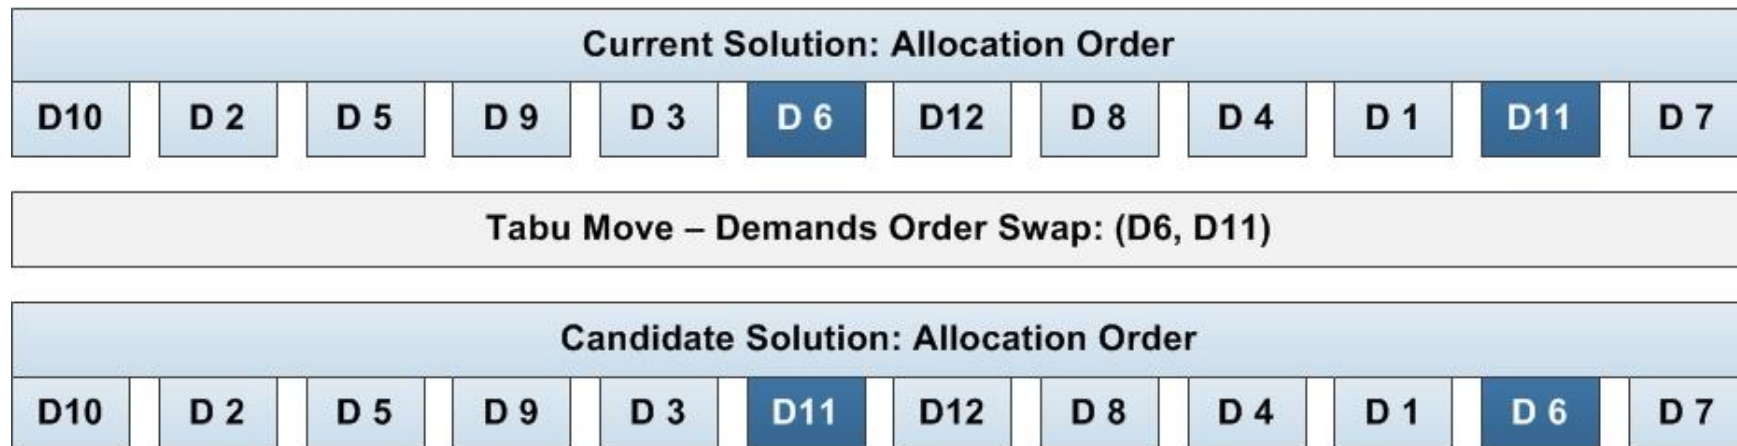 Current Solution: Allocation Order
D10 D 2 D 5 D 9 D 3 D 6 D12 D 8 D 4 D 1 D11 D 7
Tabu Move – Demands Order Swap: (D6, D11)
Candidate Solution: Allocation Order
D10 D 2 D 5 D 9 D 3 D11 D12 D 8 D 4 D 1 D 6 D 7